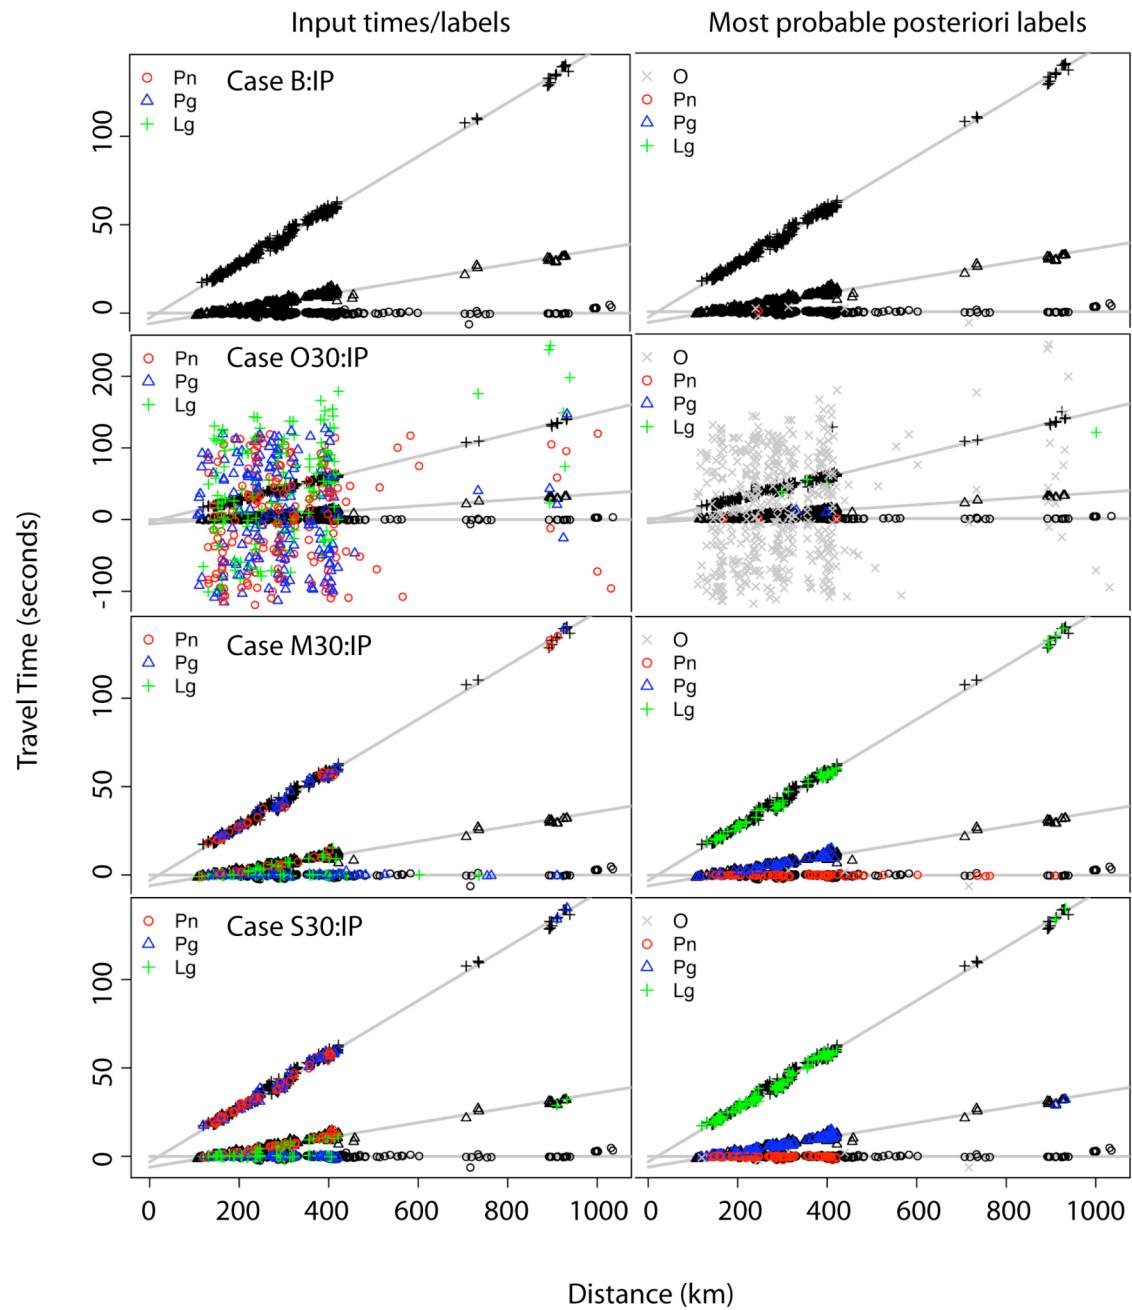 Input times/labels
Most probable posteriori labels
Case B:IP
Pn
Pg
Lg
O
Pn
Pg
Lg
100
50
0
Case O30:IP
Pn
Pg
Lg
O
Pn
Pg
Lg
200
100
0
-100
Case M30:IP
Pn
Pg
Lg
O
Pn
Pg
Lg
100
50
0
Case S30:IP
Pn
Pg
Lg
O
Pn
Pg
Lg
100
50
0
0 200 400 600 800 1000
0 200 400 600 800 1000
Travel Time (seconds)
Distance (km)